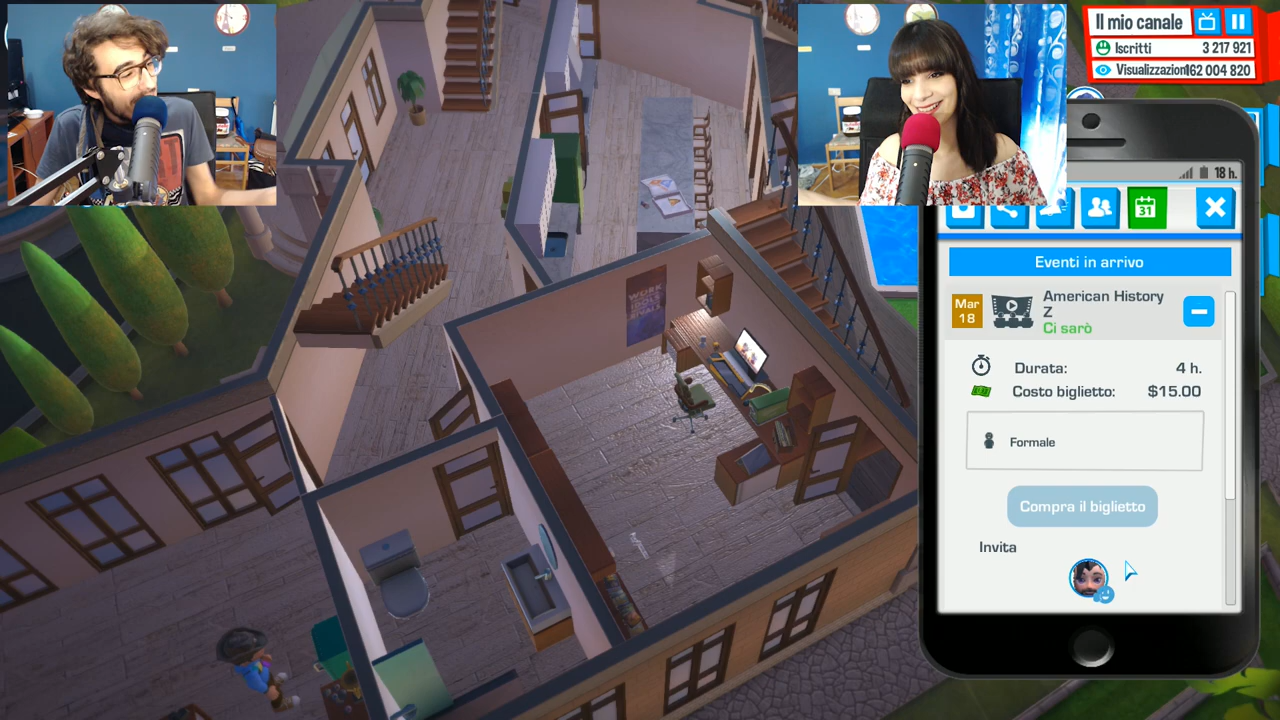 Il mio canale
Iscritti 3 217 921
Visualizzazioni 162 004 820
18 h.
31
Eventi in arrivo
Mar
18
American History
Z
Ci sarò
Durata: 4 h.
Costo biglietto: $15.00
Formale
Compra il biglietto
Invita
WORK